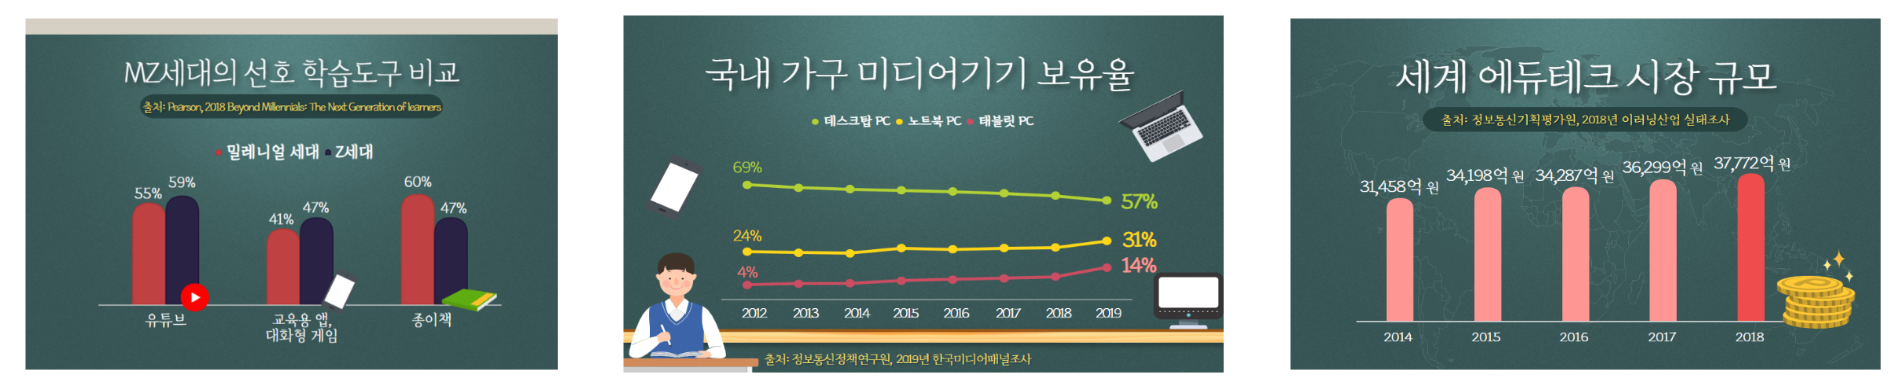 MZ세대의 선호 학습도구 비교
출처: Pearson, 2018 Beyond Millennials: The Next Generation of learners
밀레니얼 세대 Z세대
55% 59% 41% 47% 60% 47%
유튜브 교육용 앱, 대화형 게임 종이책
국내 가구 미디어기기 보유율
데스크탑 PC 노트북 PC 태블릿 PC
69% 57%
24% 31%
4% 14%
2012 2013 2014 2015 2016 2017 2018 2019
출처: 정보통신정책연구원, 2019년 한국미디어패널조사
세계 에듀테크 시장 규모
출처: 정보통신기획평가원, 2018년 이러닝산업 실태조사
31,458억 원 34,198억 원 34,287억 원 36,299억 원 37,772억 원
2014 2015 2016 2017 2018